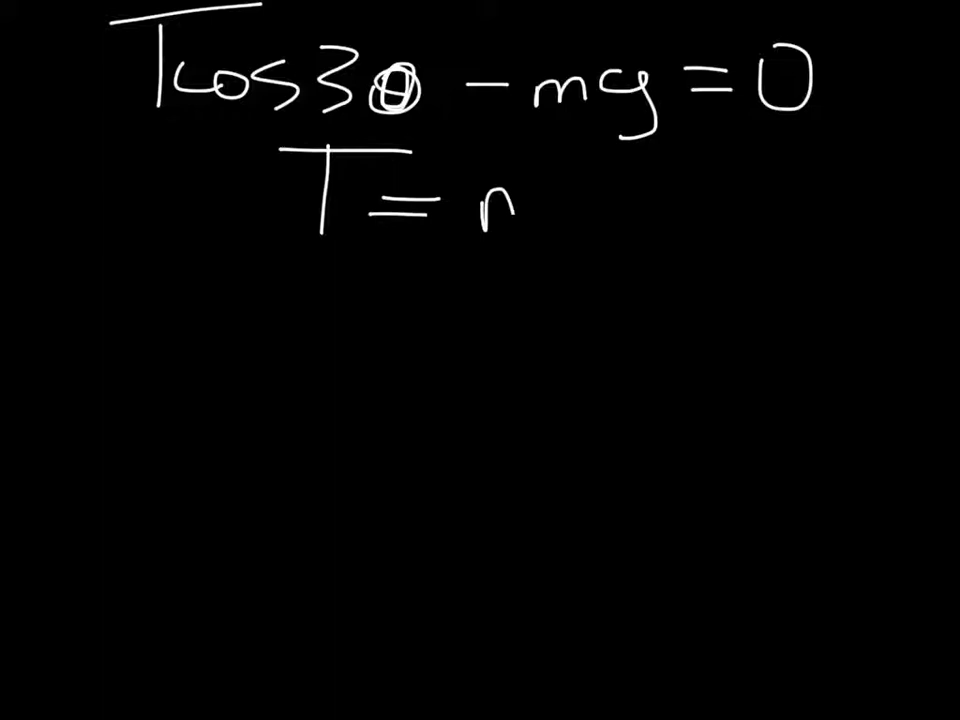 Tcos30 - mg = 0
T = n